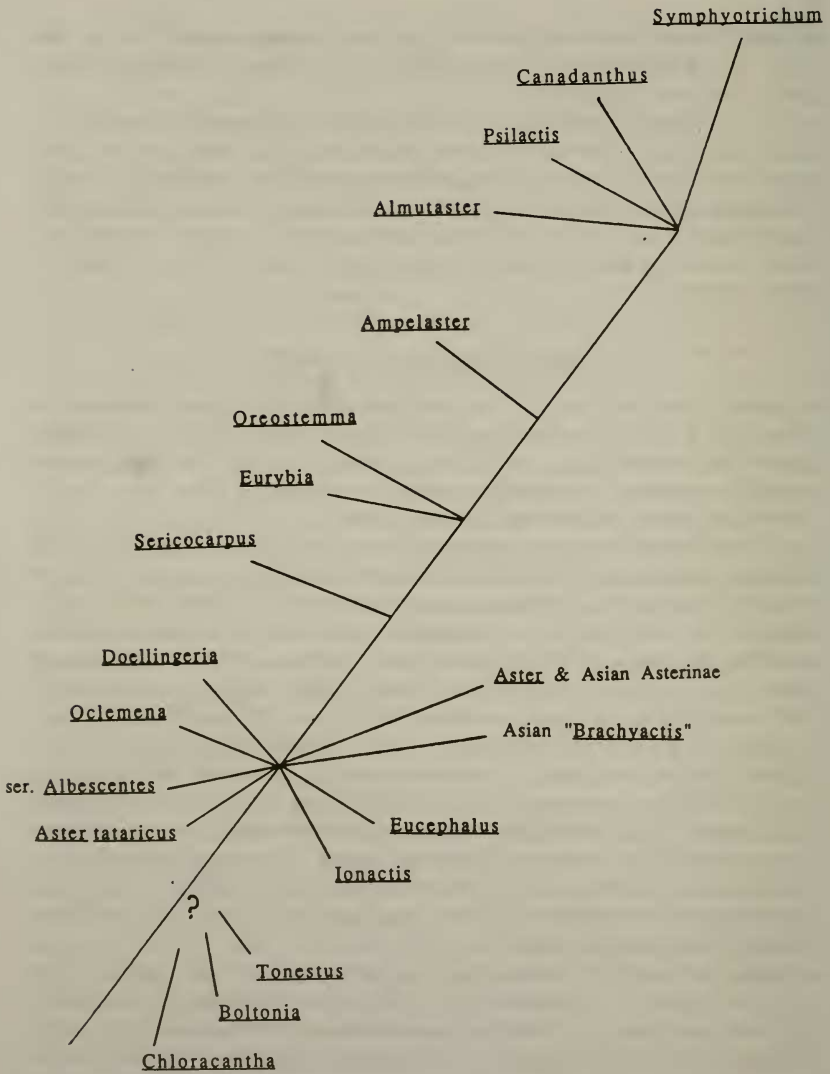 Symphyotrichum
Canadanthus
Psilactis
Almutaster
Ampelaster
Oreostemma
Eurybia
Sericocarpus
Doellingeria
Aster & Asian Asterinae
Oclemena
Asian "Brachyactis"
ser. Albescentes
Eucephalus
Aster tataricus
Ionactis
?
Tonestus
Boltonia
Chloracantha